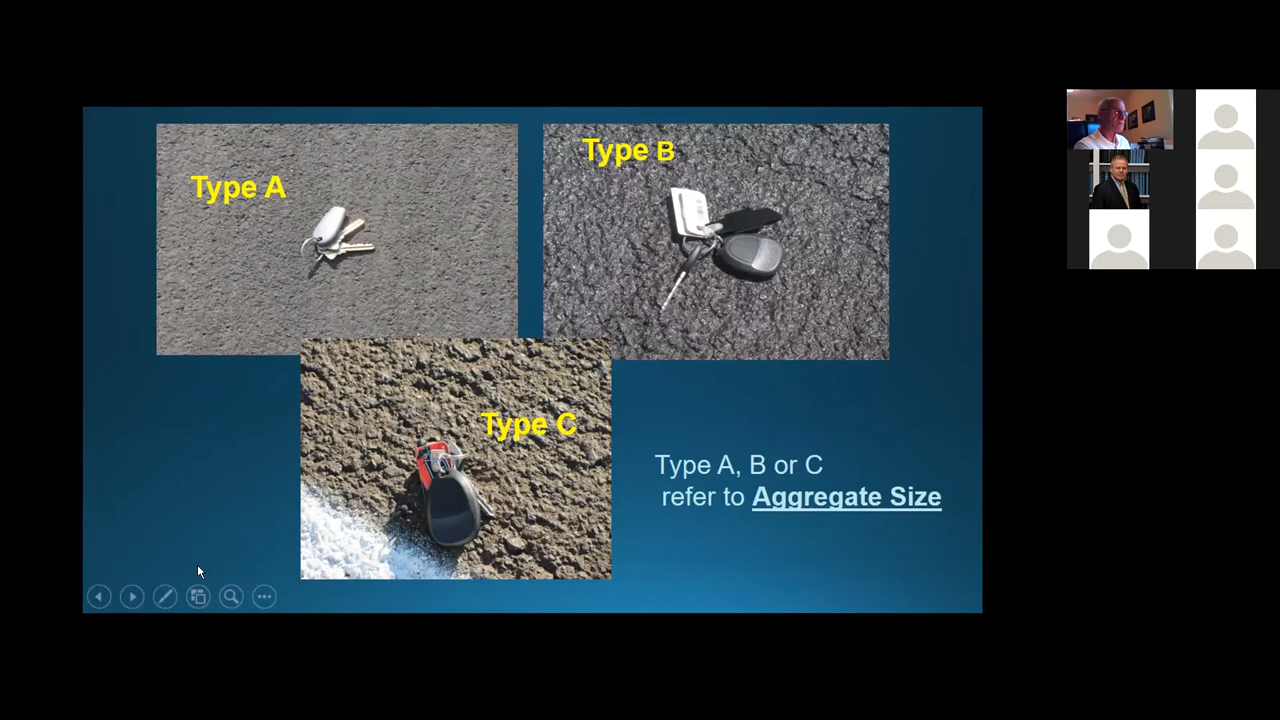 Type A
Type B
Type C
Type A, B or C
refer to Aggregate Size